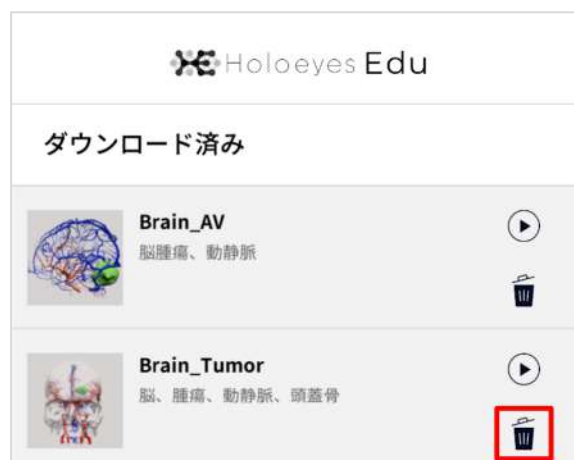 Holoeyes Edu
ダウンロード済み
Brain_AV
脳腫瘍、動静脈
Brain_Tumor
脳、腫瘍、動静脈、頭蓋骨